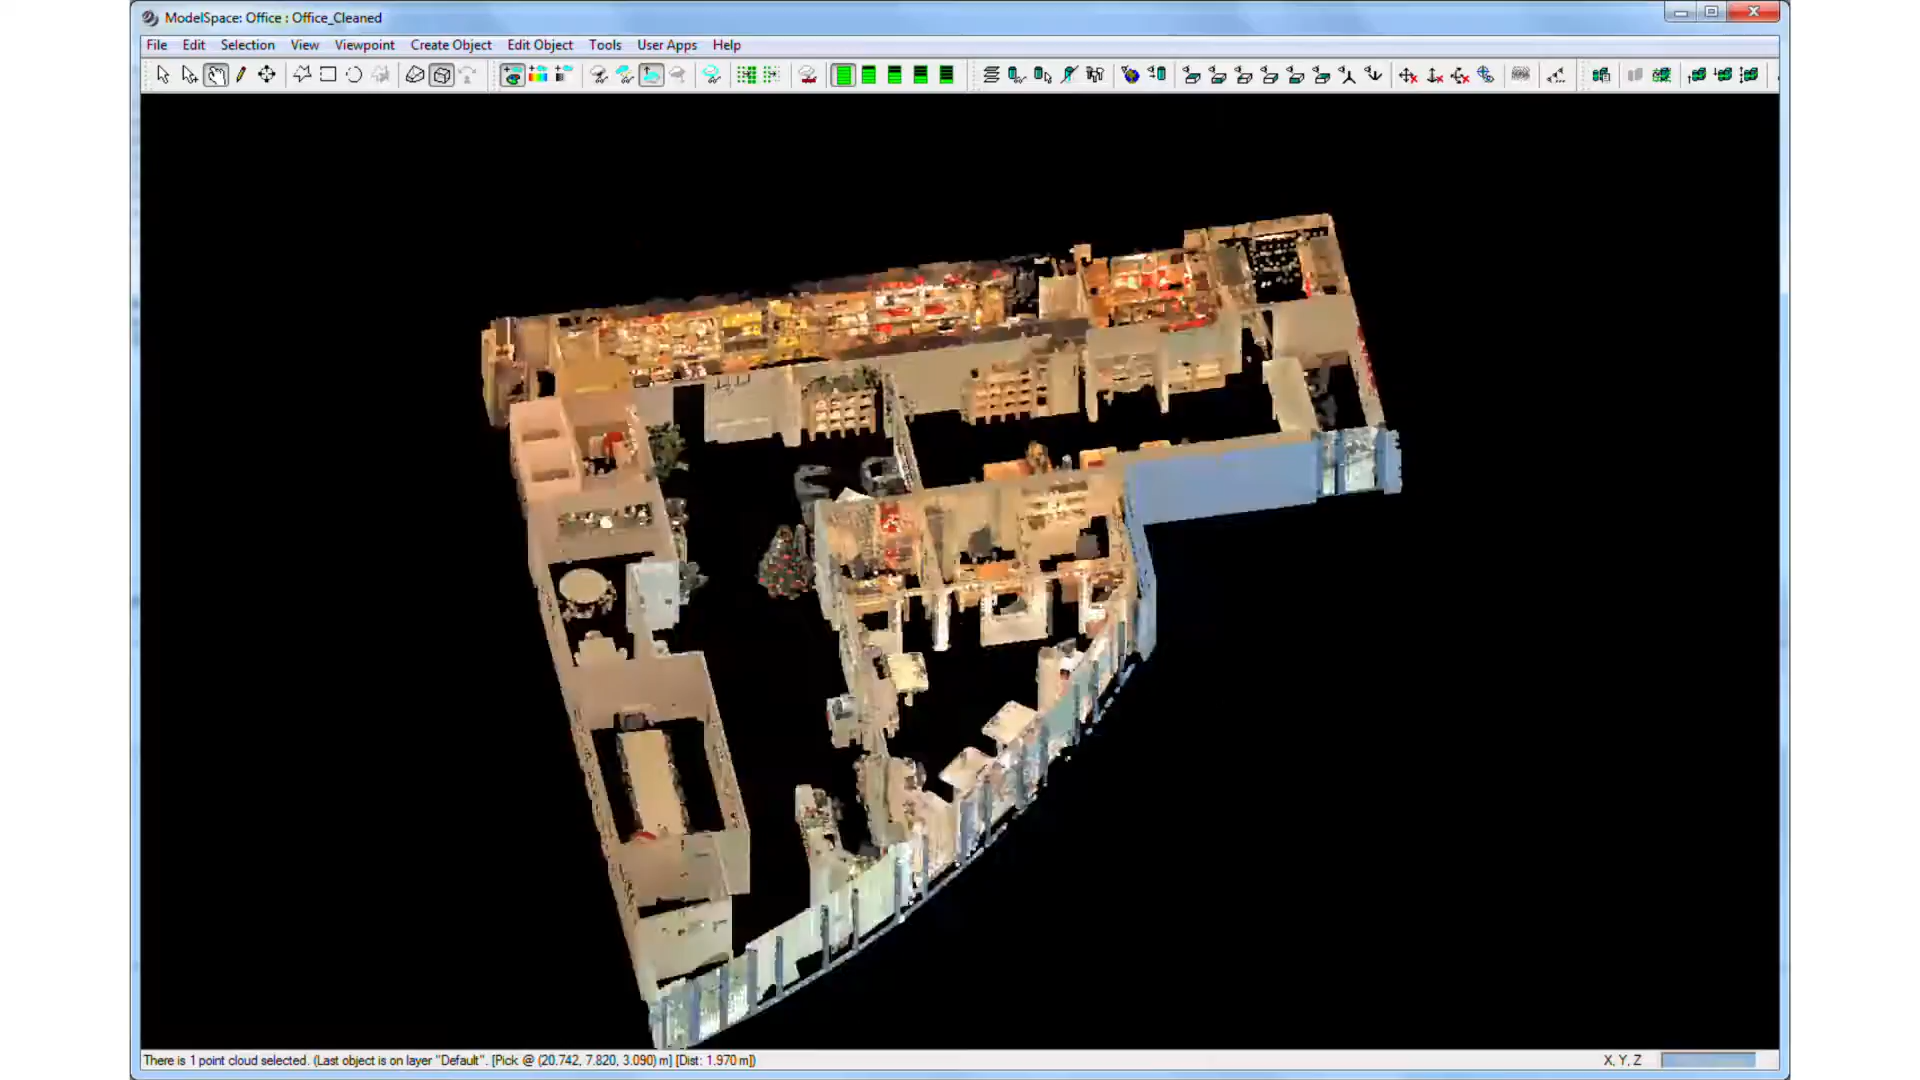 ModelSpace: Office : Office_Cleaned
File Edit Selection View Viewpoint Create Object Edit Object Tools User Apps Help
There is 1 point cloud selected. (Last object is on layer "Default". [Pick @ (20.742, 7.820, 3.090) m] [Dist: 1.970 m])
X, Y, Z